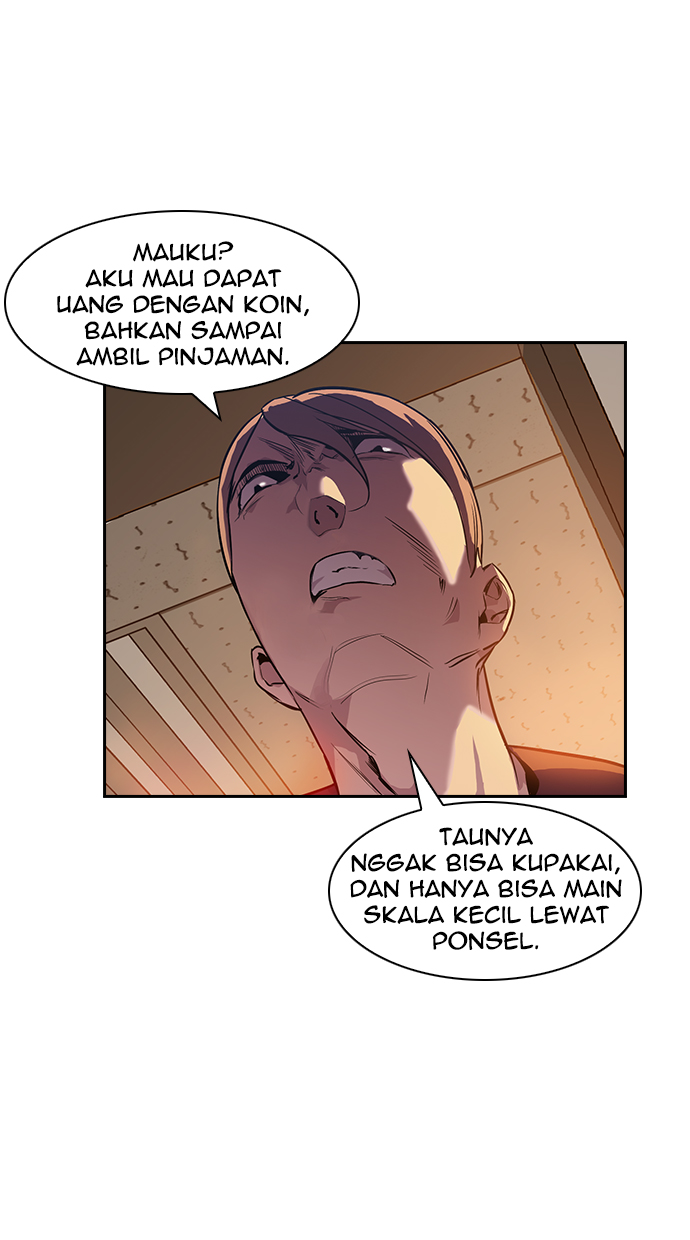 MAUKU?
AKU MAU DAPAT
UANG DENGAN KOIN,
BAHKAN SAMPAI
AMBIL PINJAMAN.
TAUNYA
NGGAK BISA KUPAKAI,
DAN HANYA BISA MAIN
SKALA KECIL LEWAT
PONSEL.